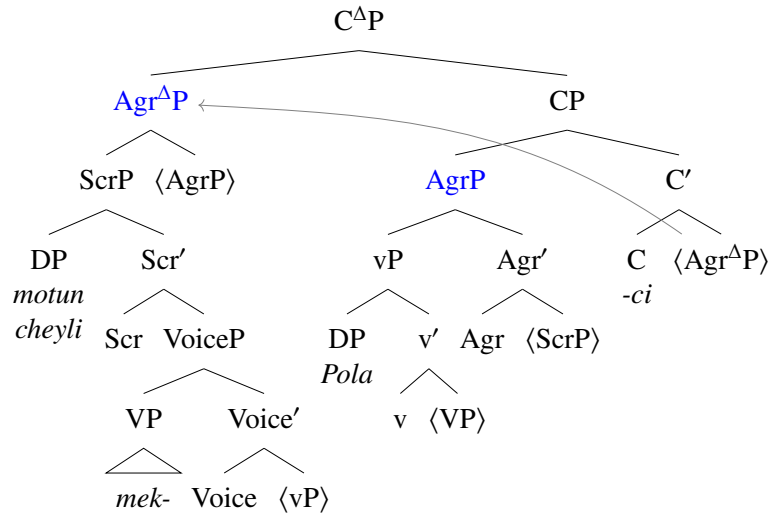 C^ΔP
Agr^ΔP CP
ScrP ⟨AgrP⟩ AgrP C′
DP Scr′ vP Agr′ C ⟨Agr^ΔP⟩
motun -ci
cheyli Scr VoiceP DP v′ Agr ⟨ScrP⟩
Pola
VP Voice′ v ⟨VP⟩
mek- Voice ⟨vP⟩